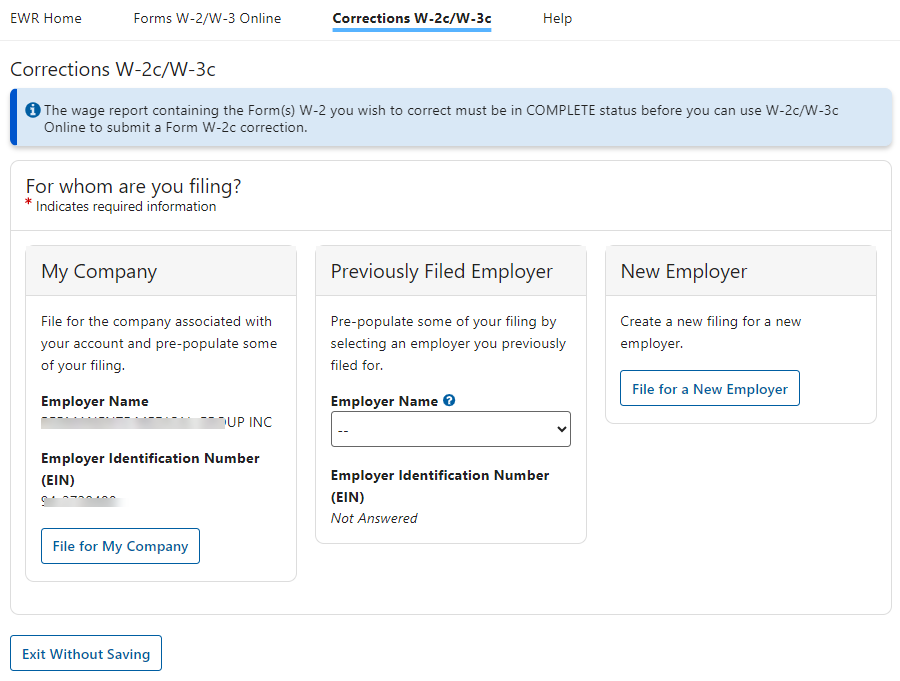 EWR Home Forms W-2/W-3 Online Corrections W-2c/W-3c Help
Corrections W-2c/W-3c
The wage report containing the Form(s) W-2 you wish to correct must be in COMPLETE status before you can use W-2c/W-3c
Online to submit a Form W-2c correction.
For whom are you filing?
* Indicates required information
My Company
File for the company associated with
your account and pre-populate some
of your filing.
Employer Name
UP INC
Employer Identification Number
(EIN)
File for My Company
Previously Filed Employer
Pre-populate some of your filing by
selecting an employer you previously
filed for.
Employer Name
--
Employer Identification Number
(EIN)
Not Answered
New Employer
Create a new filing for a new
employer.
File for a New Employer
Exit Without Saving